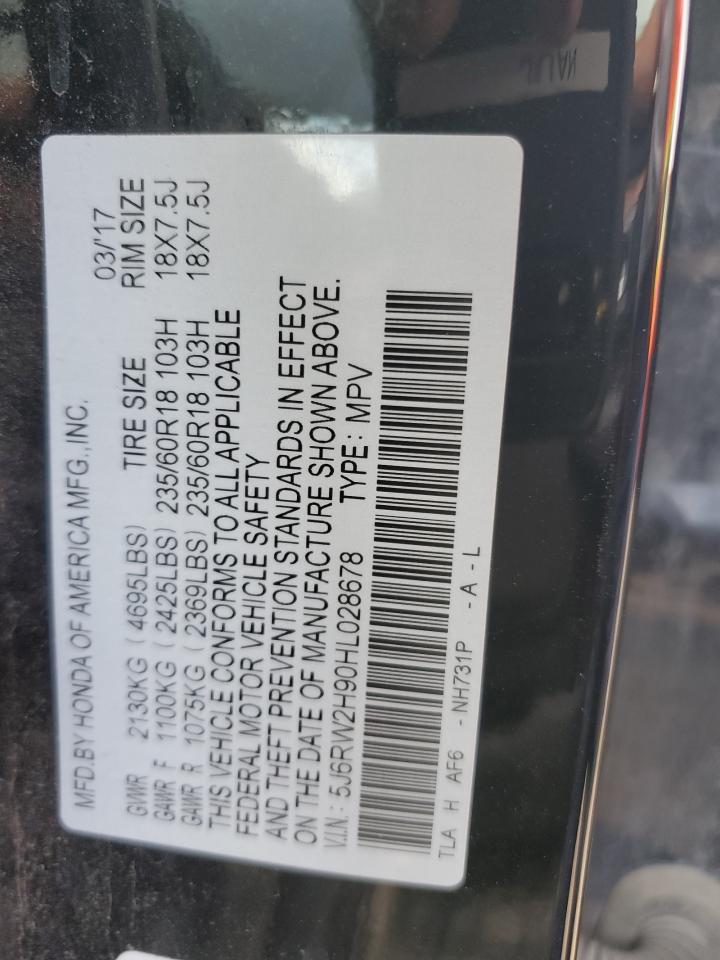 MFD.BY HONDA OF AMERICA MFG.,INC. 03/'17
GVWR 2130KG ( 4695LBS) TIRE SIZE RIM SIZE
GAWR F 1100KG ( 2425LBS) 235/60R18 103H 18X7.5J
GAWR R 1075KG ( 2369LBS) 235/60R18 103H 18X7.5J
THIS VEHICLE CONFORMS TO ALL APPLICABLE
FEDERAL MOTOR VEHICLE SAFETY
AND THEFT PREVENTION STANDARDS IN EFFECT
ON THE DATE OF MANUFACTURE SHOWN ABOVE.
V.I.N.: 5J6RW2H90HL028678 TYPE: MPV
TLA H AF6 - NH731P - A - L